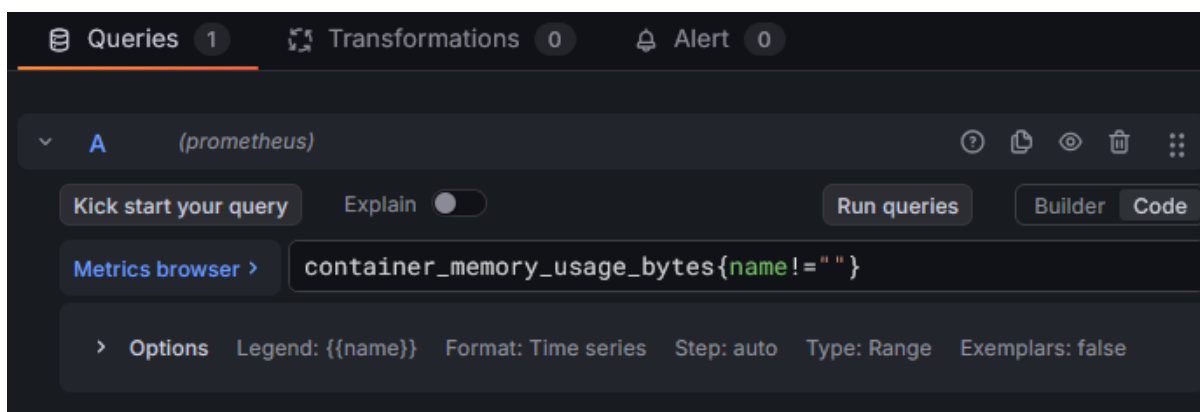 Queries 1 Transformations 0 Alert 0
A (prometheus)
Kick start your query Explain Run queries Builder Code
Metrics browser > container_memory_usage_bytes{name!=""}
> Options Legend: {{name}} Format: Time series Step: auto Type: Range Exemplars: false